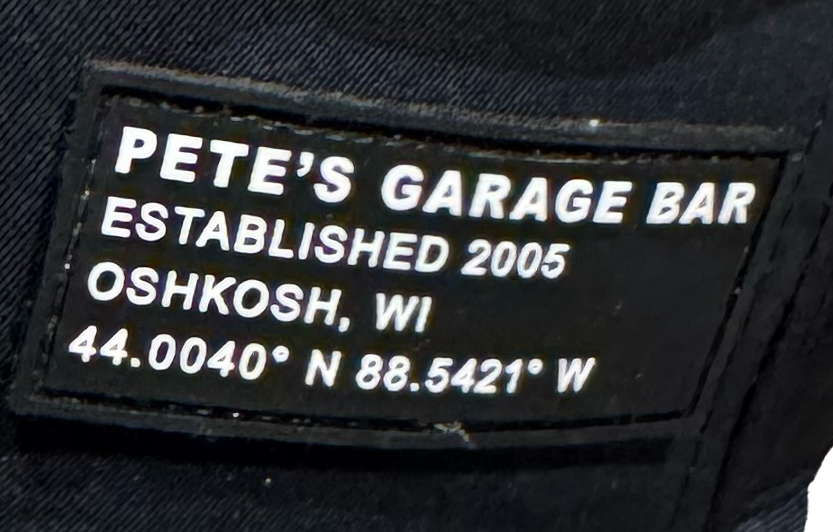 PETE'S GARAGE BAR
ESTABLISHED 2005
OSHKOSH, WI
44.0040° N 88.5421° W